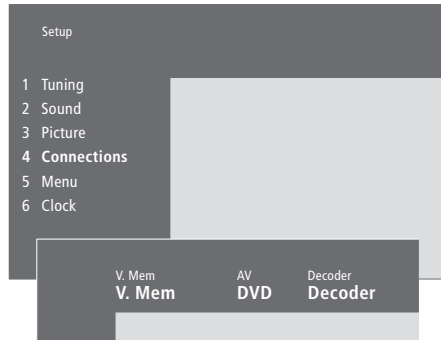 Setup
1 Tuning
2 Sound
3 Picture
4 Connections
5 Menu
6 Clock
V. Mem AV Decoder
V. Mem DVD Decoder